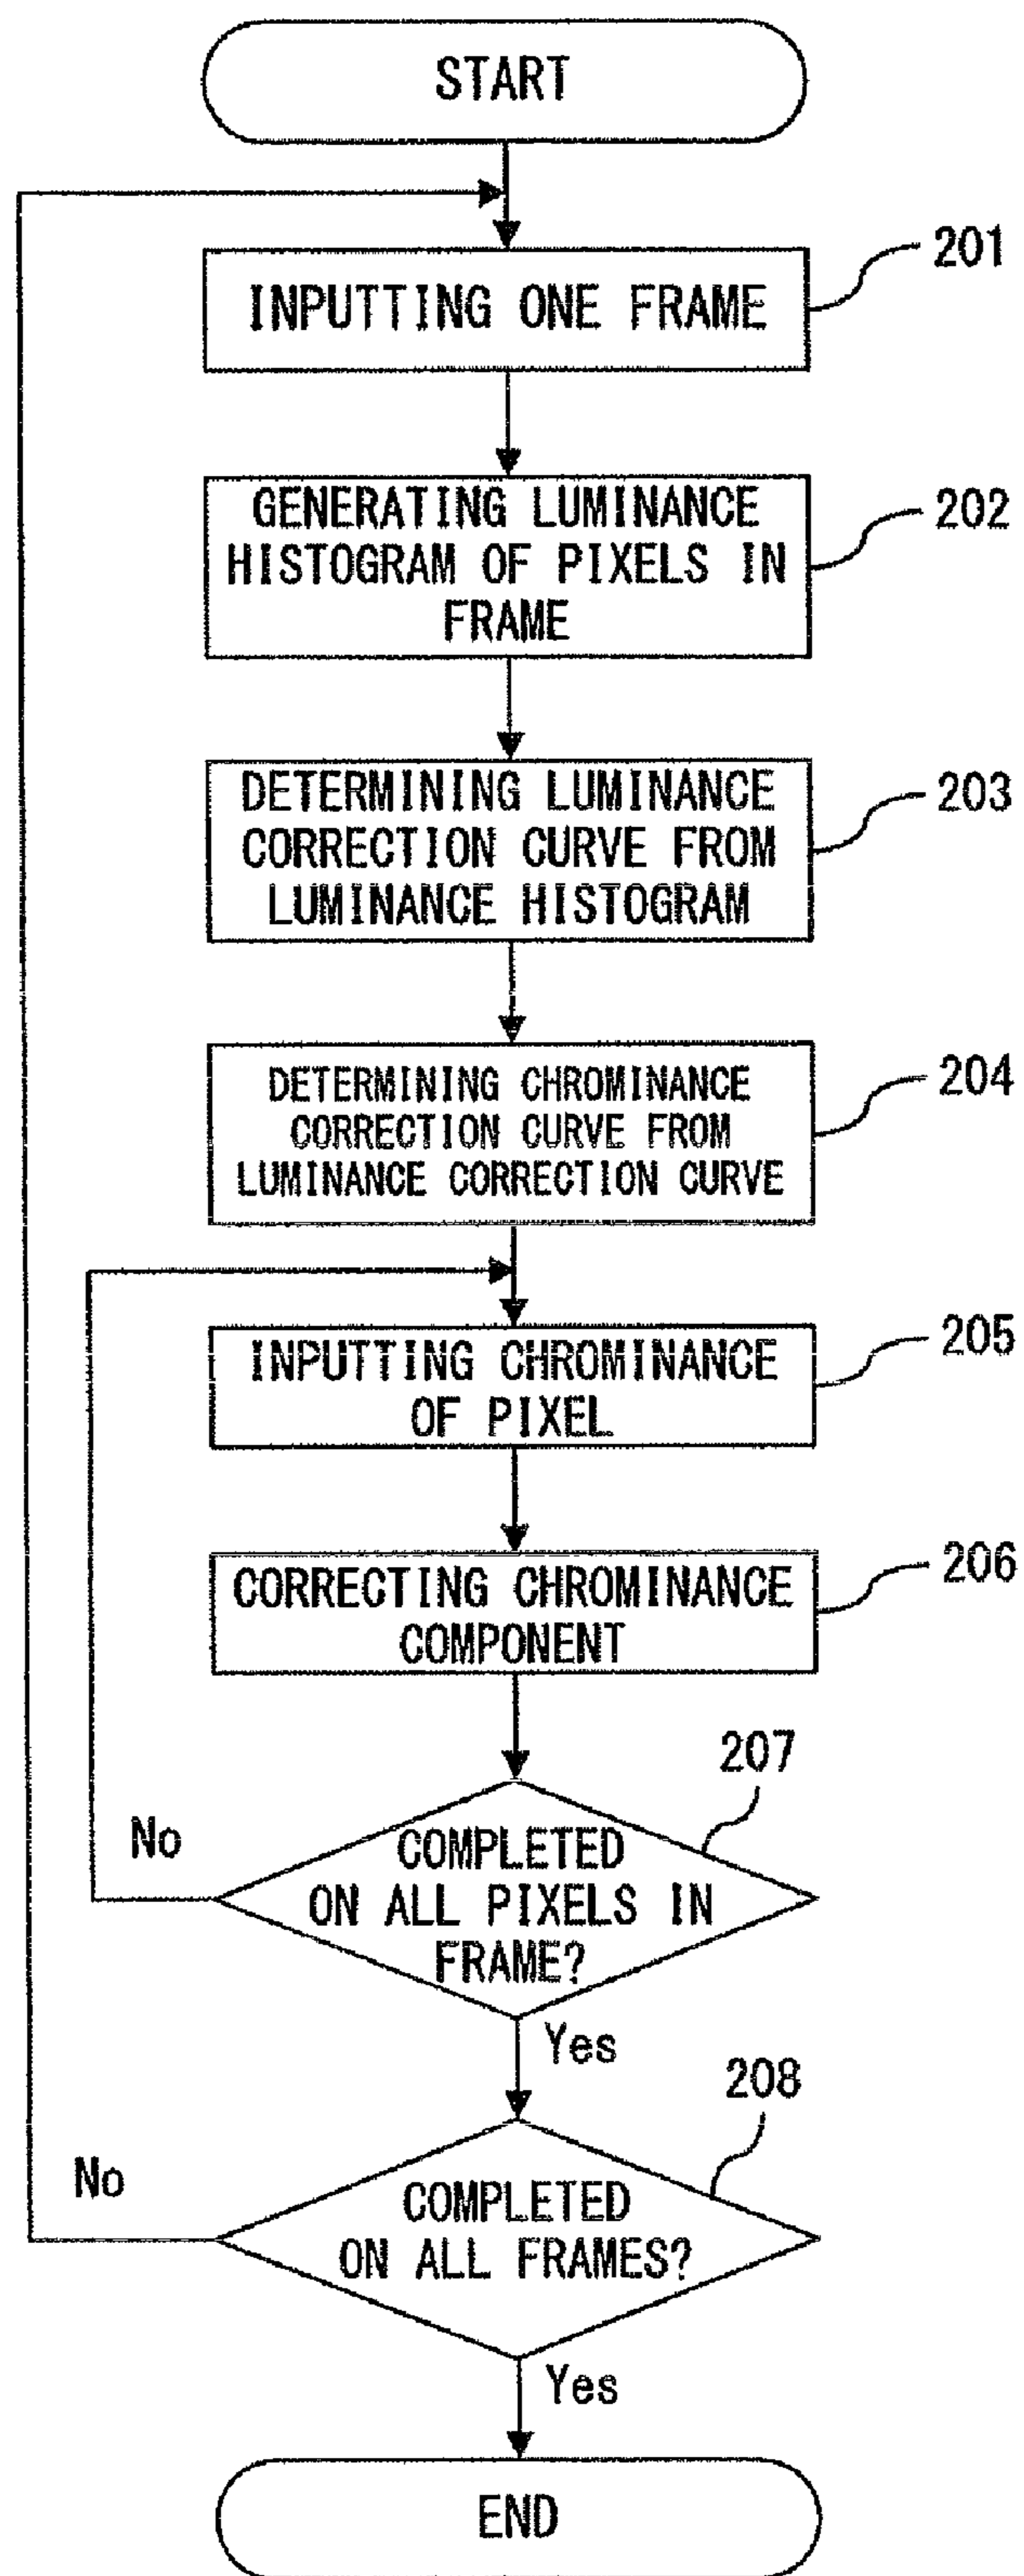 START
INPUTTING ONE FRAME
201
GENERATING LUMINANCE
HISTOGRAM OF PIXELS IN
FRAME
202
DETERMINING LUMINANCE
CORRECTION CURVE FROM
LUMINANCE HISTOGRAM
203
DETERMINING CHROMINANCE
CORRECTION CURVE FROM
LUMINANCE CORRECTION CURVE
204
INPUTTING CHROMINANCE
OF PIXEL
205
CORRECTING CHROMINANCE
COMPONENT
206
207
No
COMPLETED
ON ALL PIXELS IN
FRAME?
Yes
208
No
COMPLETED
ON ALL FRAMES?
Yes
END